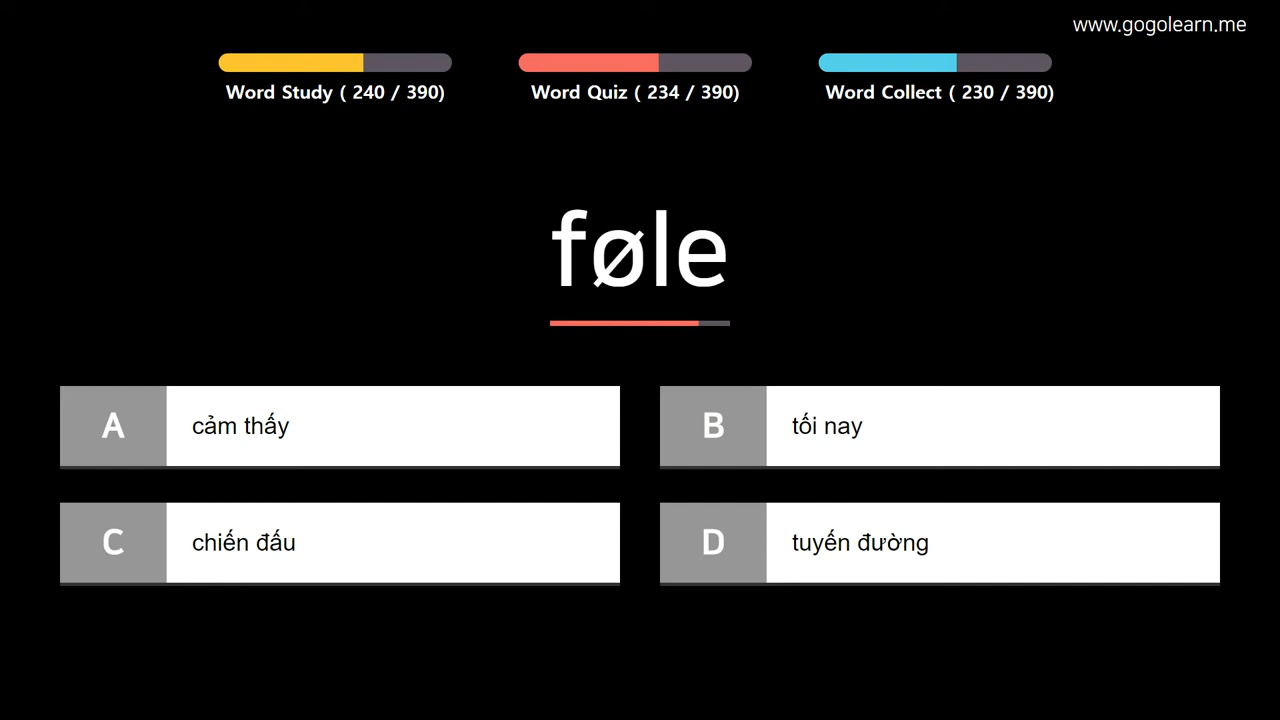 www.gogolearn.me
Word Study ( 240 / 390)
Word Quiz ( 234 / 390)
Word Collect ( 230 / 390)
føle
A cảm thấy
B tối nay
C chiến đấu
D tuyến đường